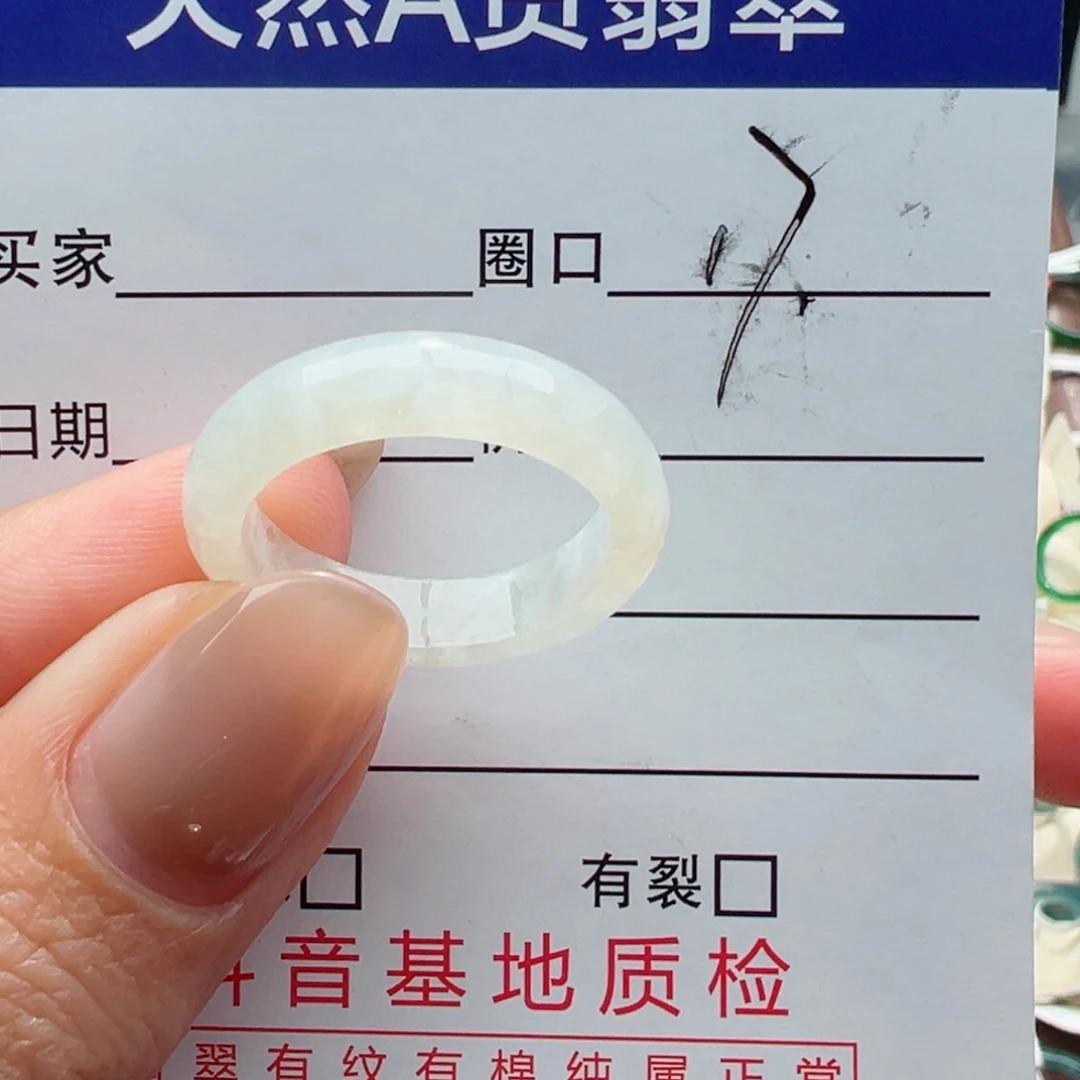 天然A货翡翠
买家 圈口
日期
有裂
抖音基地质检
翠有纹有棉纯属正常